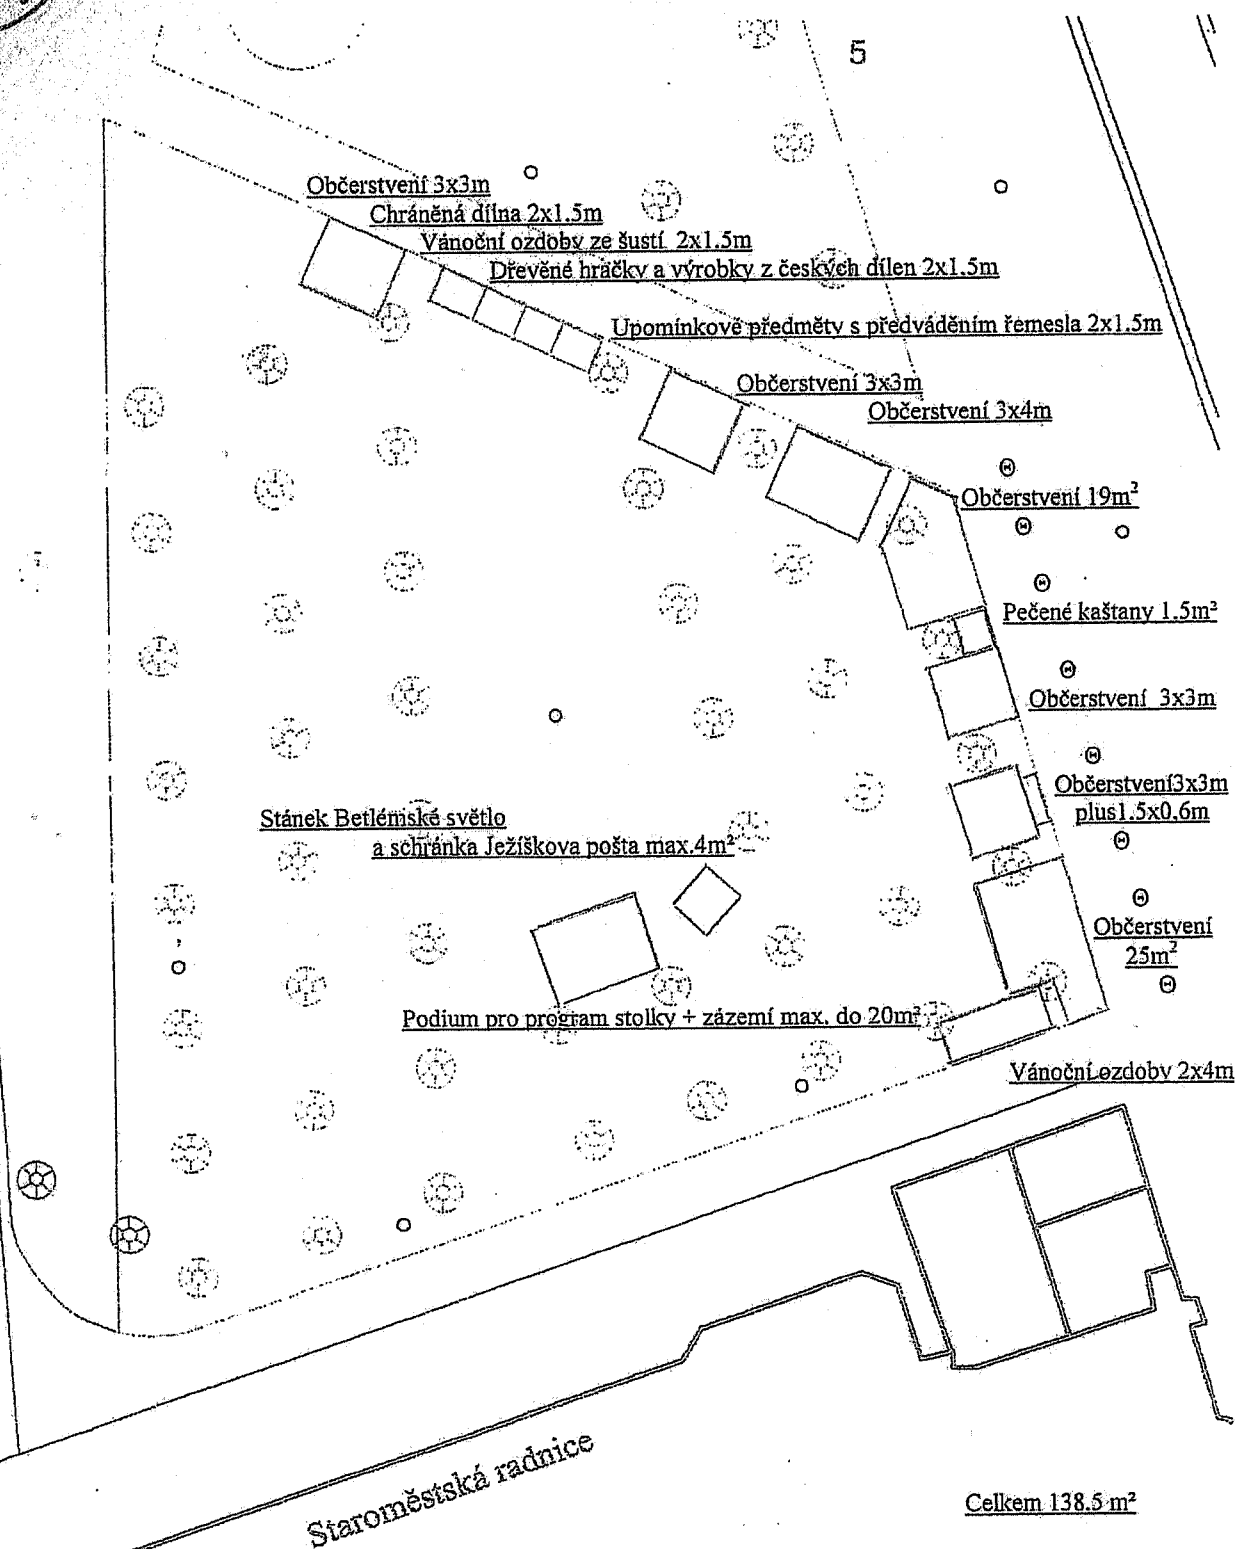 5
Občerstvení 3x3m
Chráněná dílna 2x1.5m
Vánoční ozdoby ze šustí 2x1.5m
Dřevěné hračky a výrobky z českých dílen 2x1.5m
Upomínkové předměty s předváděním řemesla 2x1.5m
Občerstvení 3x3m
Občerstvení 3x4m
Občerstvení 19m²
Pečené kaštany 1.5m²
Občerstvení 3x3m
Občerstvení3x3m
plus1.5x0.6m
Stánek Betlémské světlo
a schránka Ježíškova pošta max.4m²
Občerstvení
25m²
Podium pro program stolky + zázemí max. do 20m²
Vánoční ozdoby 2x4m
Staroměstská radnice
Celkem 138.5 m²